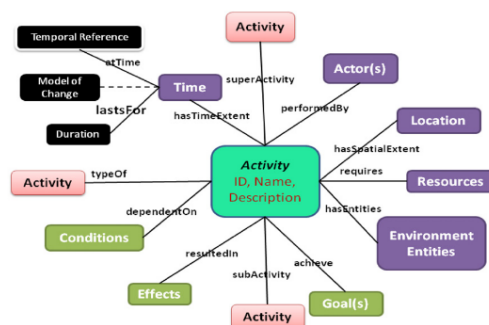 Temporal Reference
Activity
atTime
Actor(s)
Model of
Change
Time
superActivity
lastsFor
performedBy
hasTimeExtent
Location
Duration
hasSpatialExtent
Activity
ID, Name,
Description
typeOf
Activity
requires
Resources
dependentOn
hasEntities
Conditions
Environment
Entities
resultedIn
achieve
subActivity
Effects
Goal(s)
Activity